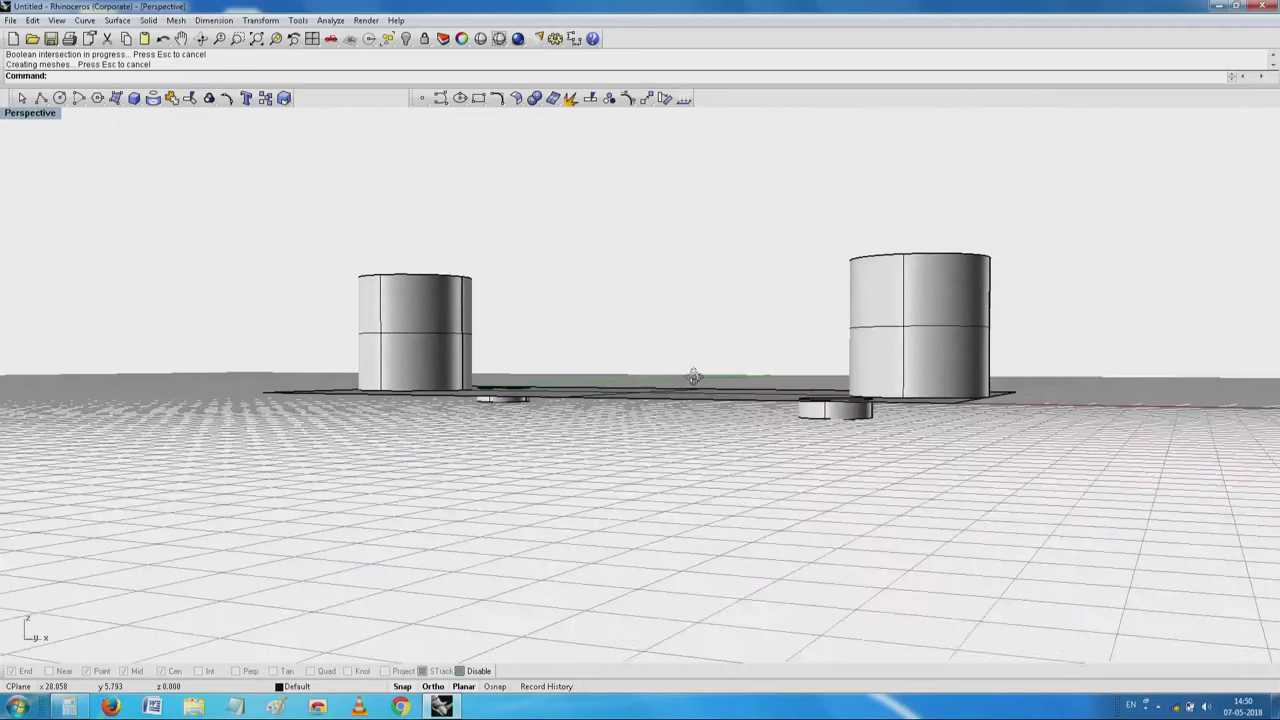 Untitled - Rhinoceros (Corporate) - [Perspective]
File Edit View Curve Surface Solid Mesh Dimension Transform Tools Analyze Render Help
Boolean intersection in progress... Press Esc to cancel
Creating meshes... Press Esc to cancel
Command:
Perspective
z
y x
End Near Point Mid Cen Int Perp Tan Quad Knot Project STrack Disable
CPlane x 28.058 y 5.793 z 0.000 Default Snap Ortho Planar Osnap Record History
EN 14:50
07-05-2018